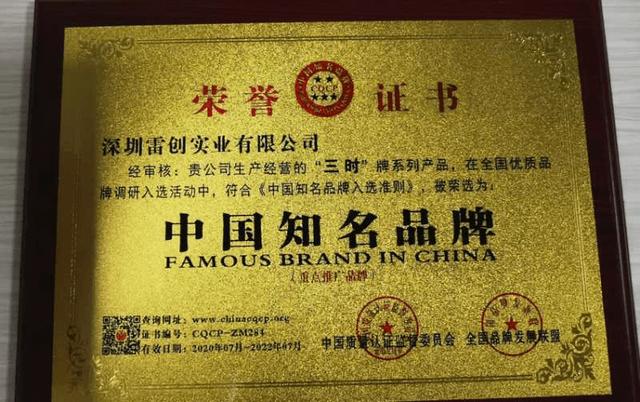 荣誉证书
CQCP
深圳雷创实业有限公司
经审核：贵公司生产经营的“三时”牌系列产品，在全国优质品
牌调研入选活动中，符合《中国知名品牌入选准则》，被荣选为：
中国知名品牌
FAMOUS BRAND IN CHINA
（重点推广品牌）
查询网址：www.chinacqcp.org
证书编号：CQCP-ZM284
有效日期：2020年07月-2022年07月
中国质量认证监督委员会 全国品牌发展联盟